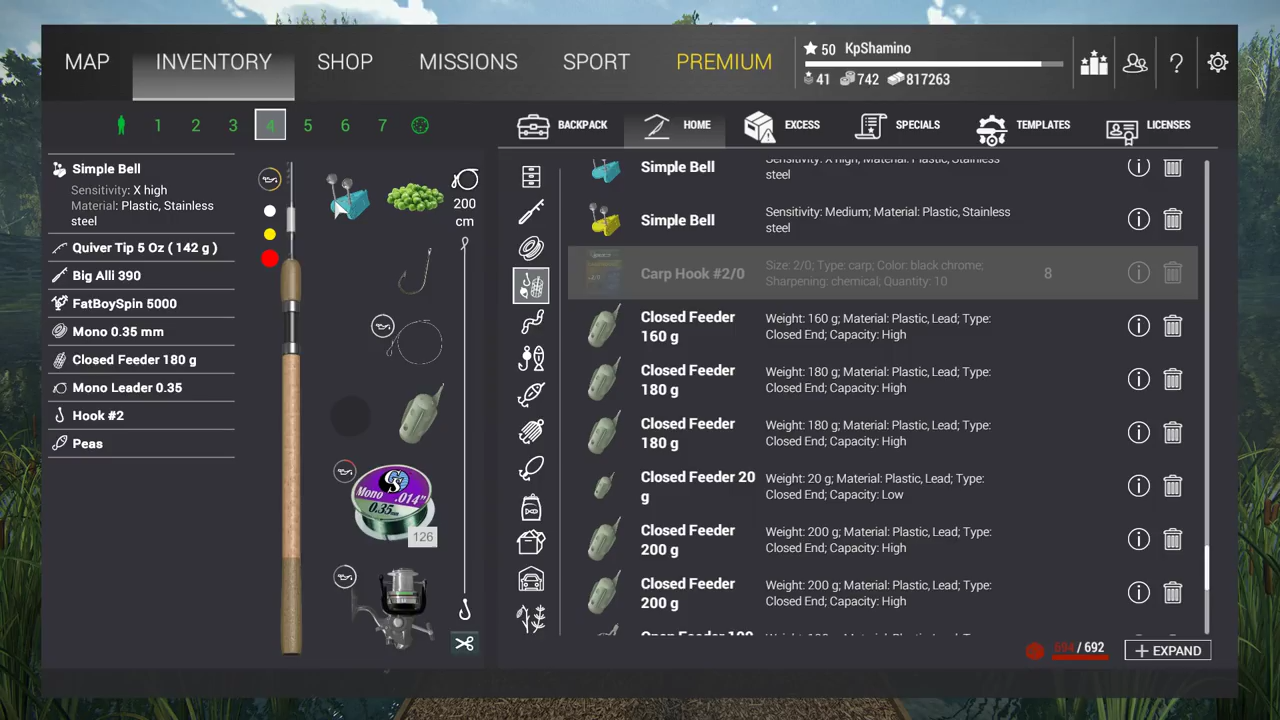 MAP
INVENTORY
SHOP
MISSIONS
SPORT
PREMIUM
50 KpShamino
41 742 817263
1 2 3 4 5 6 7
BACKPACK
HOME
EXCESS
SPECIALS
TEMPLATES
LICENSES
Simple Bell
Sensitivity: X high
Material: Plastic, Stainless
steel
Quiver Tip 5 Oz ( 142 g )
Big Alli 390
FatBoySpin 5000
Mono 0.35 mm
Closed Feeder 180 g
Mono Leader 0.35
Hook #2
Peas
200
cm
Mono .014"
0.35mm
126
Simple Bell
Sensitivity: X high, Material: Plastic, Stainless
steel
Simple Bell
Sensitivity: Medium; Material: Plastic, Stainless
steel
Carp Hook #2/0
Size: 2/0; Type: carp; Color: black chrome;
Sharpening: chemical; Quantity: 10
8
Closed Feeder
160 g
Weight: 160 g; Material: Plastic, Lead; Type:
Closed End; Capacity: High
Closed Feeder
180 g
Weight: 180 g; Material: Plastic, Lead; Type:
Closed End; Capacity: High
Closed Feeder
180 g
Weight: 180 g; Material: Plastic, Lead; Type:
Closed End; Capacity: High
Closed Feeder 20
g
Weight: 20 g; Material: Plastic, Lead; Type:
Closed End; Capacity: Low
Closed Feeder
200 g
Weight: 200 g; Material: Plastic, Lead; Type:
Closed End; Capacity: High
Closed Feeder
200 g
Weight: 200 g; Material: Plastic, Lead; Type:
Closed End; Capacity: High
694 / 692
+ EXPAND